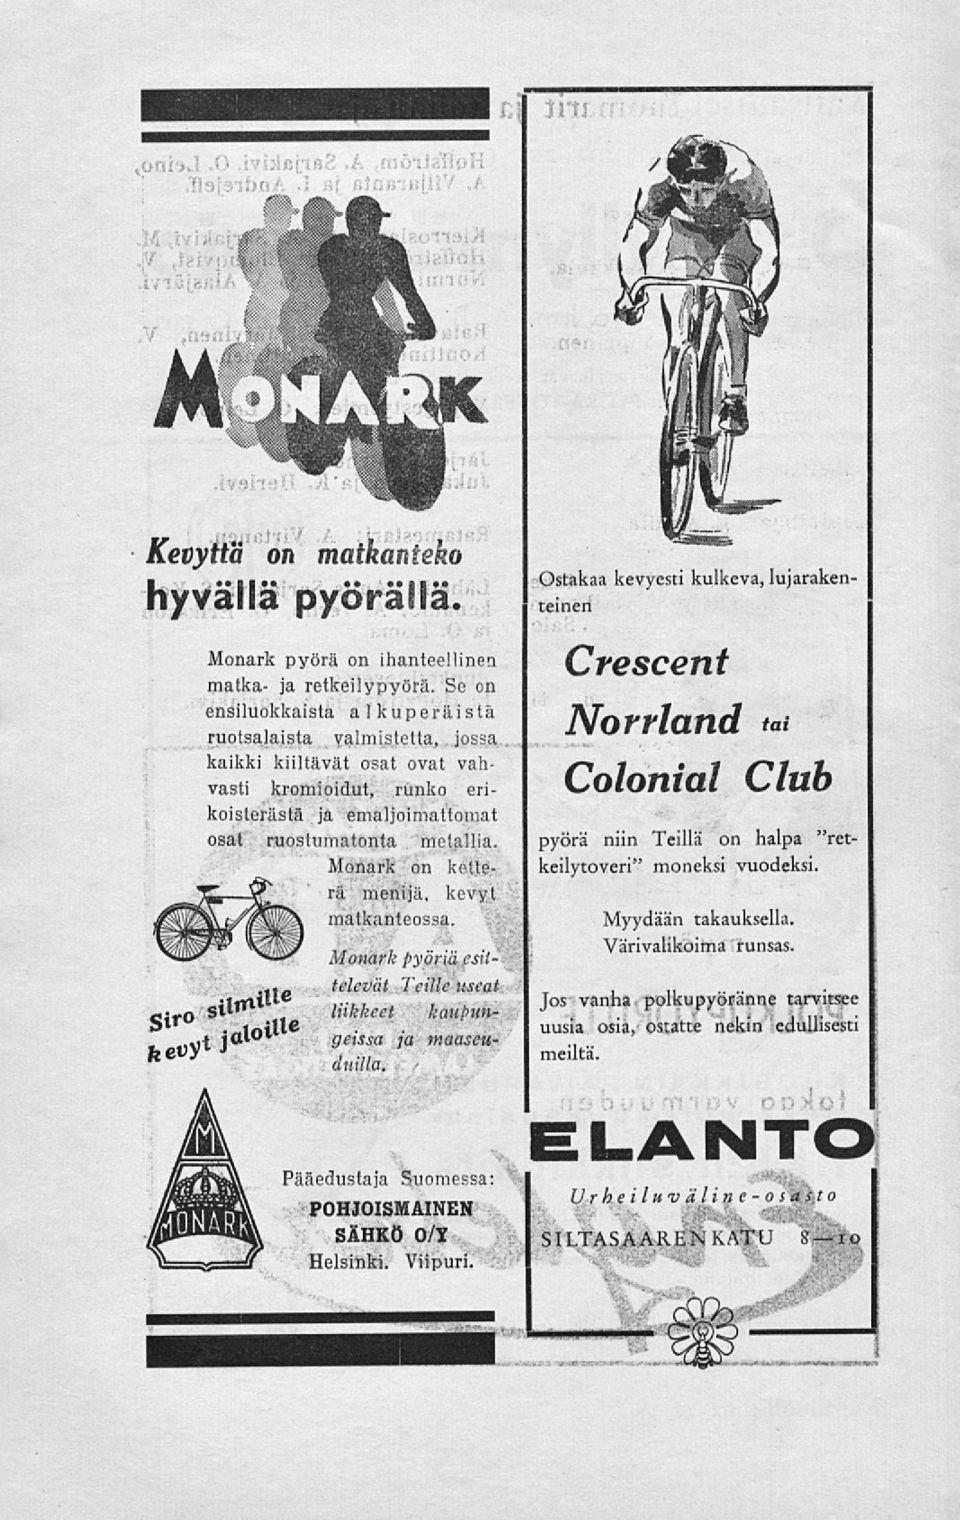 MONARK
Kevyttä on matkanteko
hyvällä pyörällä.
Monark pyörä on ihanteellinen
matka- ja retkeilypyörä. Se on
ensiluokkaista alkuperäistä
ruotsalaista valmistetta, jossa
kaikki kiiltävät osat ovat vah-
vasti kromioidut, runko eri-
koisterästä ja emaljoimattomat
osat ruostumatonta metallia.
Monark on kette-
rä menijä, kevyt
matkanteossa.
Monark pyöriä esit-
televät Teille useat
liikkeet kaupun-
geissa ja maaseu-
duilla.
Siro silmille
kevyt jaloille
M
MONARK
Pääedustaja Suomessa:
POHJOISMAINEN
SÄHKÖ O/Y
Helsinki. Viipuri.
Ostakaa kevyesti kulkeva, lujaraken-
teinen
Crescent
Norrland tai
Colonial Club
pyörä niin Teillä on halpa ”ret-
keilytoveri” moneksi vuodeksi.
Myydään takauksella.
Värivalikoima runsas.
Jos vanha polkupyöränne tarvitsee
uusia osia, ostatte nekin edullisesti
meiltä.
ELANTO
Urheiluväline-osasto
SILTASAARENKATU 8—10